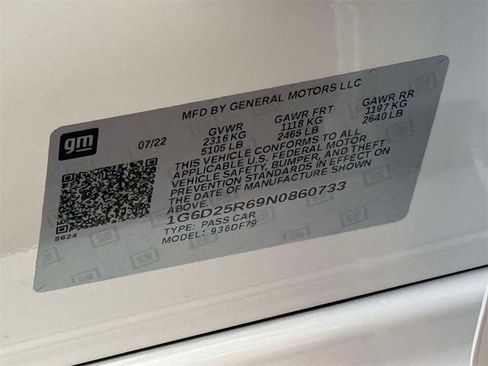 MFD BY GENERAL MOTORS LLC
gm
07/22
GVWR GAWR FRT GAWR RR
2316 KG 1118 KG 1197 KG
5105 LB 2465 LB 2640 LB
THIS VEHICLE CONFORMS TO ALL
APPLICABLE U.S. FEDERAL MOTOR
VEHICLE SAFETY, BUMPER, AND THEFT
PREVENTION STANDARDS IN EFFECT ON
THE DATE OF MANUFACTURE SHOWN
ABOVE.
1G6D25R69N0860733
TYPE: PASS CAR
MODEL: 936DF79
8624